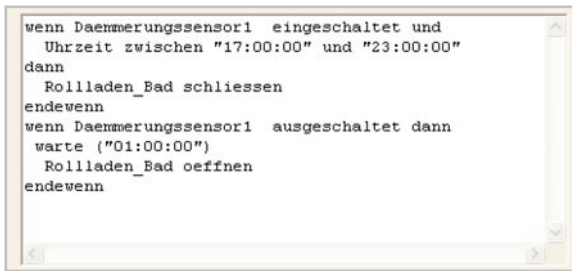 wenn Daemmerungssensor1 eingeschaltet und
Uhrzeit zwischen "17:00:00" und "23:00:00"
dann
Rollladen_Bad schliessen
endewenn
wenn Daemmerungssensor1 ausgeschaltet dann
warte ("01:00:00")
Rollladen_Bad oeffnen
endewenn